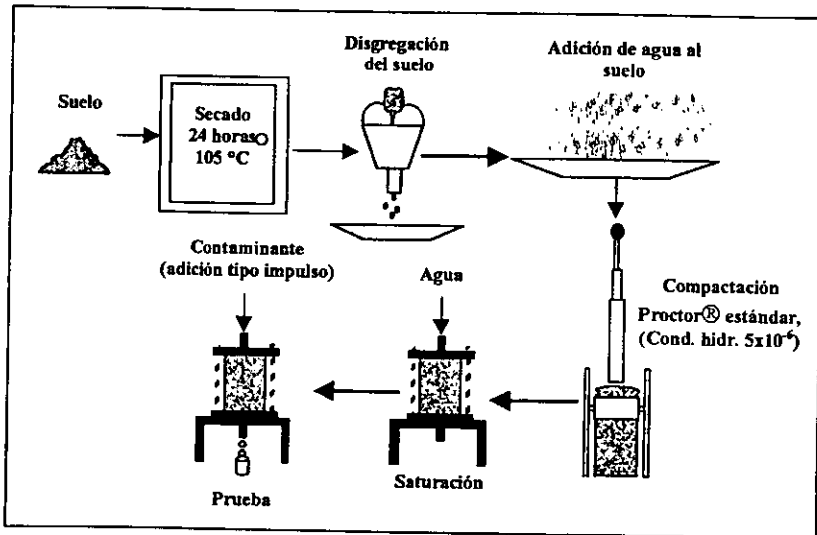 Suelo
Secado
24 horas
105 °C
Disgregación
del suelo
Adición de agua al
suelo
Compactación
Proctor® estándar,
(Cond. hidr. 5x10⁻⁶)
Agua
Saturación
Contaminante
(adición tipo impulso)
Prueba